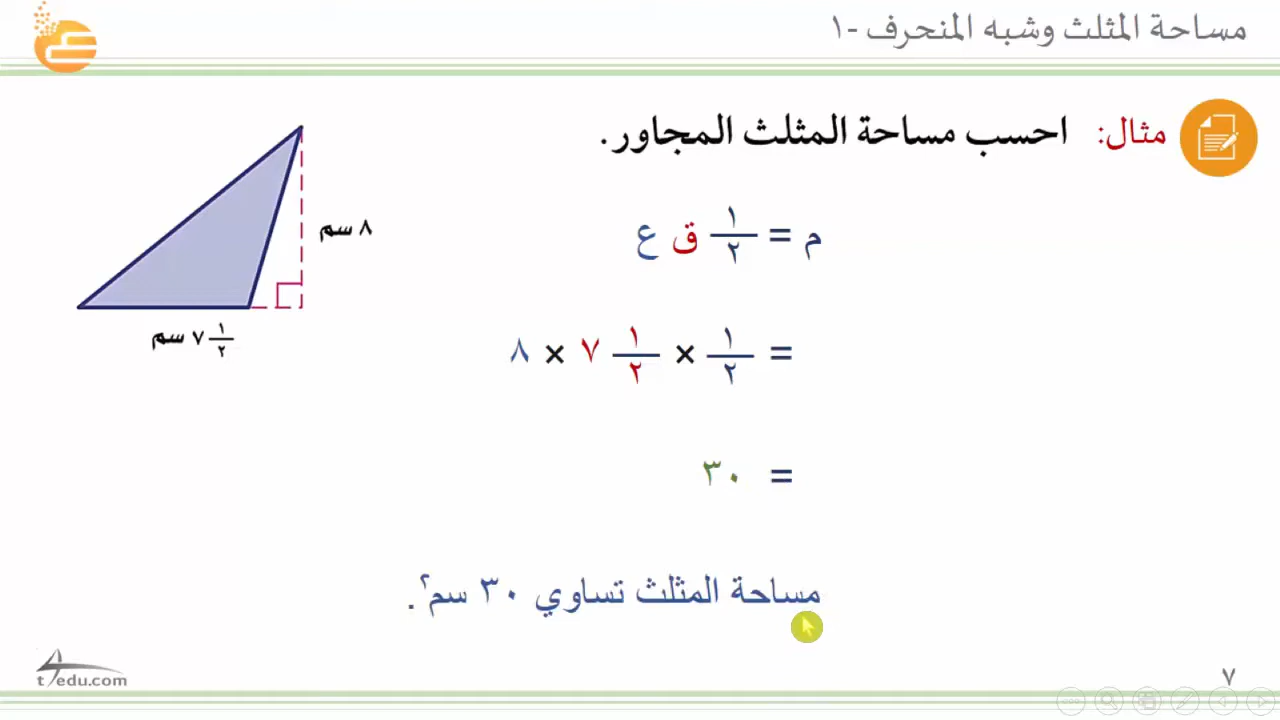 مساحة المثلث وشبه المنحرف -١
مثال: احسب مساحة المثلث المجاور.
٨ سم
٧ ١/٢ سم
م = ١/٢ ق ع
= ١/٢ × ٧ ١/٢ × ٨
= ٣٠
مساحة المثلث تساوي ٣٠ سم٢.
t4edu.com
٧